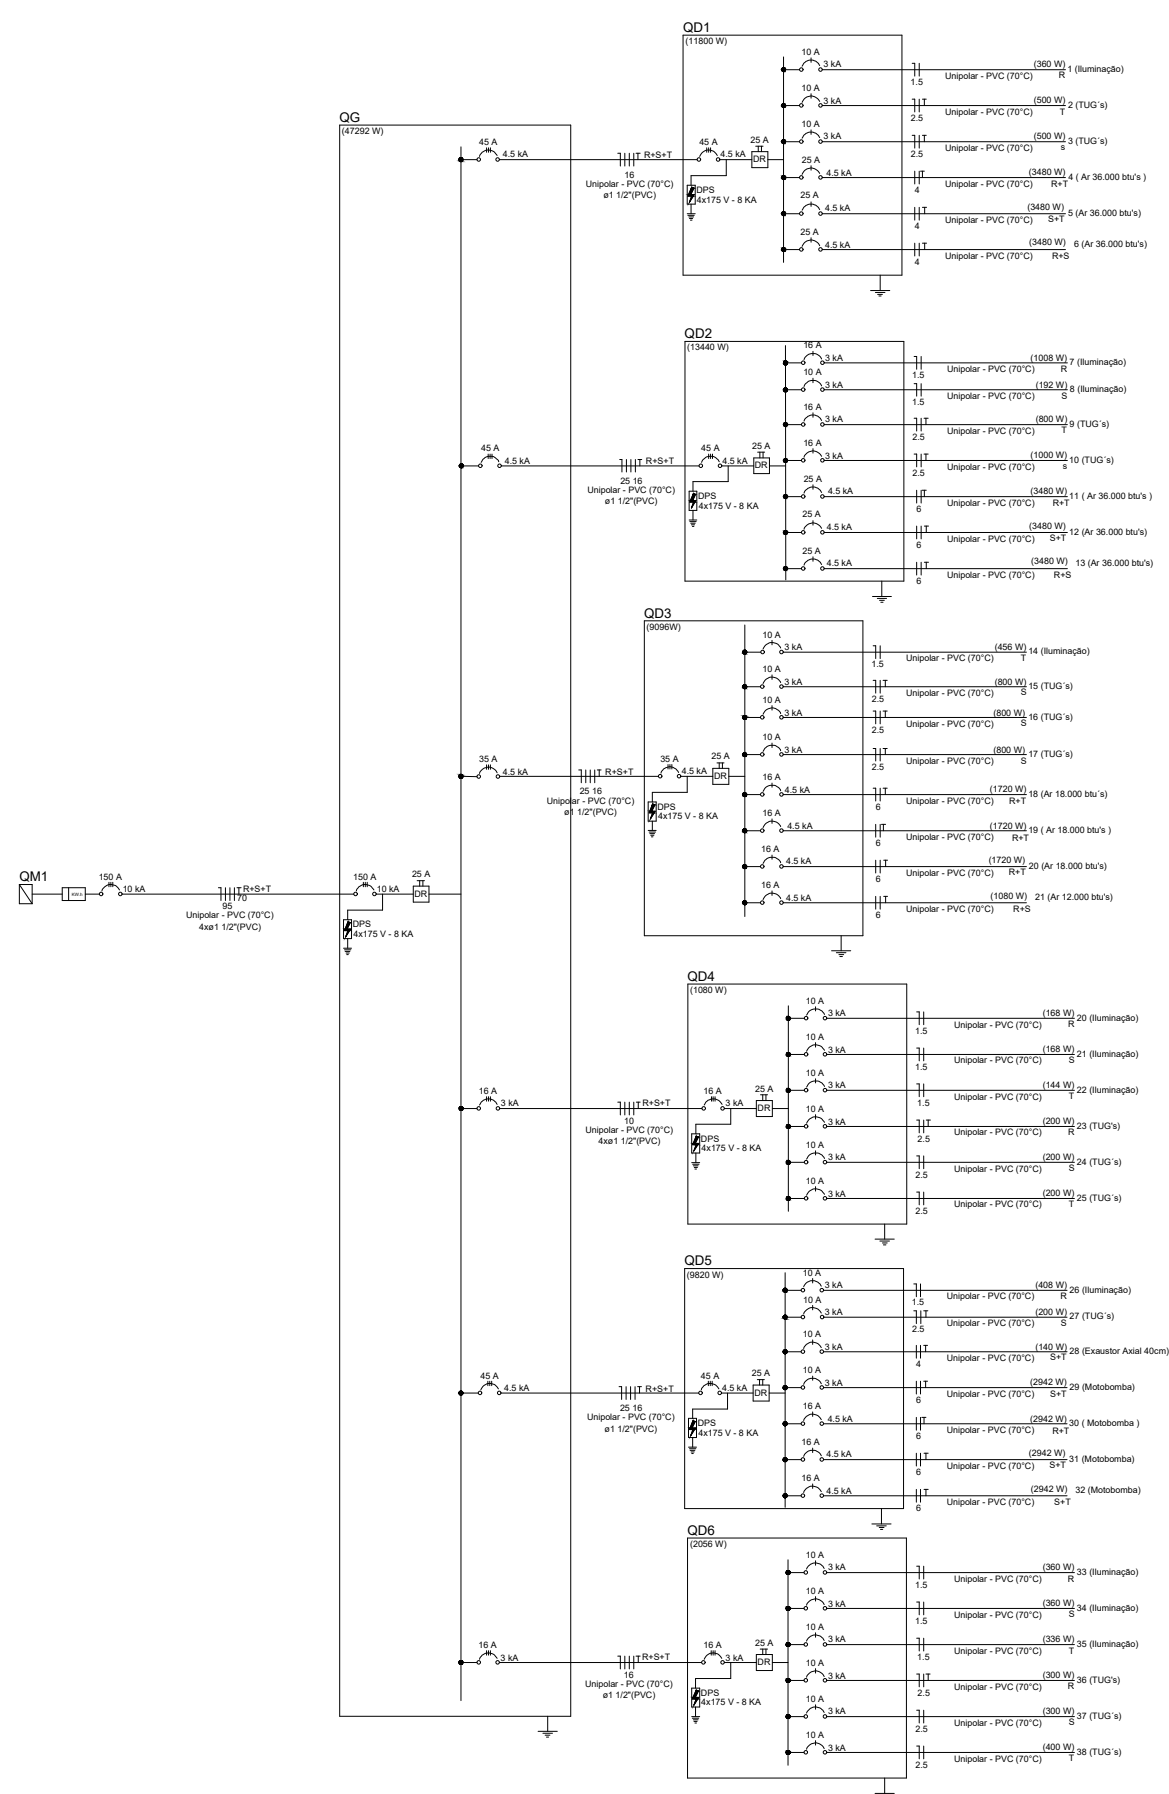 QM1
KW.h
150 A
10 kA
R+S+T
70
95
Unipolar - PVC (70°C)
4xø1 1/2"(PVC)
QG
(47292 W)
150 A
10 kA
25 A
DR
DPS
4x175 V - 8 KA
45 A
4.5 kA
R+S+T
16
Unipolar - PVC (70°C)
ø1 1/2"(PVC)
QD1
(11800 W)
45 A
4.5 kA
25 A
DR
DPS
4x175 V - 8 KA
10 A
3 kA
1.5
Unipolar - PVC (70°C)
(360 W)
R
1 (Iluminação)
10 A
3 kA
T
2.5
Unipolar - PVC (70°C)
(500 W)
T
2 (TUG´s)
10 A
3 kA
T
2.5
Unipolar - PVC (70°C)
(500 W)
s
3 (TUG´s)
25 A
4.5 kA
T
4
Unipolar - PVC (70°C)
(3480 W)
R+T
4 ( Ar 36.000 btu's )
25 A
4.5 kA
T
4
Unipolar - PVC (70°C)
(3480 W)
S+T
5 (Ar 36.000 btu's)
25 A
4.5 kA
T
4
Unipolar - PVC (70°C)
(3480 W)
R+S
6 (Ar 36.000 btu's)
45 A
4.5 kA
R+S+T
25 16
Unipolar - PVC (70°C)
ø1 1/2"(PVC)
QD2
(13440 W)
45 A
4.5 kA
25 A
DR
DPS
4x175 V - 8 KA
16 A
3 kA
1.5
Unipolar - PVC (70°C)
(1008 W)
R
7 (Iluminação)
10 A
3 kA
1.5
Unipolar - PVC (70°C)
(192 W)
S
8 (Iluminação)
16 A
3 kA
T
2.5
Unipolar - PVC (70°C)
(800 W)
T
9 (TUG´s)
16 A
3 kA
T
2.5
Unipolar - PVC (70°C)
(1000 W)
s
10 (TUG´s)
25 A
4.5 kA
T
6
Unipolar - PVC (70°C)
(3480 W)
R+T
11 ( Ar 36.000 btu's )
25 A
4.5 kA
T
6
Unipolar - PVC (70°C)
(3480 W)
S+T
12 (Ar 36.000 btu's)
25 A
4.5 kA
T
6
Unipolar - PVC (70°C)
(3480 W)
R+S
13 (Ar 36.000 btu's)
35 A
4.5 kA
R+S+T
25 16
Unipolar - PVC (70°C)
ø1 1/2"(PVC)
QD3
(9096W)
35 A
4.5 kA
25 A
DR
DPS
4x175 V - 8 KA
10 A
3 kA
1.5
Unipolar - PVC (70°C)
(456 W)
T
14 (Iluminação)
10 A
3 kA
T
2.5
Unipolar - PVC (70°C)
(800 W)
S
15 (TUG´s)
10 A
3 kA
T
2.5
Unipolar - PVC (70°C)
(800 W)
S
16 (TUG´s)
10 A
3 kA
T
2.5
Unipolar - PVC (70°C)
(800 W)
S
17 (TUG´s)
16 A
4.5 kA
T
6
Unipolar - PVC (70°C)
(1720 W)
R+T
18 (Ar 18.000 btu´s)
16 A
4.5 kA
T
6
Unipolar - PVC (70°C)
(1720 W)
R+T
19 ( Ar 18.000 btu's )
16 A
4.5 kA
T
6
Unipolar - PVC (70°C)
(1720 W)
R+T
20 (Ar 18.000 btu's)
16 A
4.5 kA
T
6
Unipolar - PVC (70°C)
(1080 W)
R+S
21 (Ar 12.000 btu's)
16 A
3 kA
R+S+T
10
Unipolar - PVC (70°C)
4xø1 1/2"(PVC)
QD4
(1080 W)
16 A
3 kA
25 A
DR
DPS
4x175 V - 8 KA
10 A
3 kA
1.5
Unipolar - PVC (70°C)
(168 W)
R
20 (Iluminação)
10 A
3 kA
1.5
Unipolar - PVC (70°C)
(168 W)
S
21 (Iluminação)
10 A
3 kA
1.5
Unipolar - PVC (70°C)
(144 W)
T
22 (Iluminação)
10 A
3 kA
T
2.5
Unipolar - PVC (70°C)
(200 W)
R
23 (TUG's)
10 A
3 kA
2.5
Unipolar - PVC (70°C)
(200 W)
S
24 (TUG´s)
10 A
3 kA
2.5
Unipolar - PVC (70°C)
(200 W)
T
25 (TUG´s)
45 A
4.5 kA
R+S+T
25 16
Unipolar - PVC (70°C)
ø1 1/2"(PVC)
QD5
(9820 W)
45 A
4.5 kA
25 A
DR
DPS
4x175 V - 8 KA
10 A
3 kA
1.5
Unipolar - PVC (70°C)
(408 W)
R
26 (Iluminação)
10 A
3 kA
T
2.5
Unipolar - PVC (70°C)
(200 W)
S
27 (TUG´s)
10 A
3 kA
T
4
Unipolar - PVC (70°C)
(140 W)
S+T
28 (Exaustor Axial 40cm)
10 A
3 kA
T
6
Unipolar - PVC (70°C)
(2942 W)
S+T
29 (Motobomba)
16 A
4.5 kA
T
6
Unipolar - PVC (70°C)
(2942 W)
R+T
30 ( Motobomba )
16 A
4.5 kA
T
6
Unipolar - PVC (70°C)
(2942 W)
S+T
31 (Motobomba)
16 A
4.5 kA
T
6
Unipolar - PVC (70°C)
(2942 W)
S+T
32 (Motobomba)
16 A
3 kA
R+S+T
16
Unipolar - PVC (70°C)
ø1 1/2"(PVC)
QD6
(2056 W)
16 A
3 kA
25 A
DR
DPS
4x175 V - 8 KA
10 A
3 kA
1.5
Unipolar - PVC (70°C)
(360 W)
R
33 (Iluminação)
10 A
3 kA
1.5
Unipolar - PVC (70°C)
(360 W)
S
34 (Iluminação)
10 A
3 kA
1.5
Unipolar - PVC (70°C)
(336 W)
T
35 (Iluminação)
10 A
3 kA
T
2.5
Unipolar - PVC (70°C)
(300 W)
R
36 (TUG's)
10 A
3 kA
2.5
Unipolar - PVC (70°C)
(300 W)
S
37 (TUG´s)
10 A
3 kA
2.5
Unipolar - PVC (70°C)
(400 W)
T
38 (TUG´s)